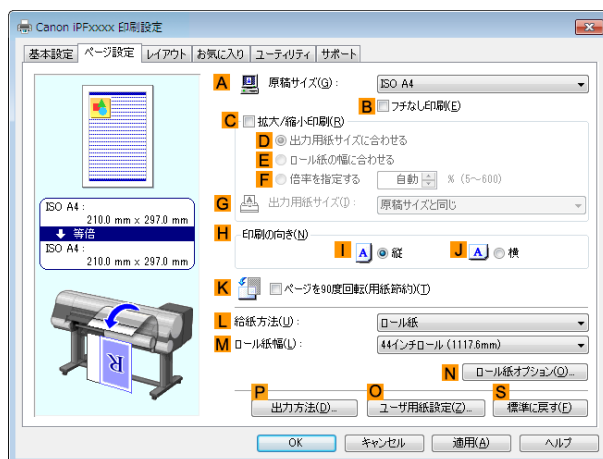 Canon iPFxxxx 印刷設定
基本設定 ページ設定 レイアウト お気に入り ユーティリティ サポート
A 原稿サイズ(G): ISO A4
B フチなし印刷(E)
C 拡大/縮小印刷(R)
D 出力用紙サイズに合わせる
E ロール紙の幅に合わせる
F 倍率を指定する 自動 % (5~600)
G A 出力用紙サイズ(I): 原稿サイズと同じ
ISO A4 :
210.0 mm x 297.0 mm
等倍
ISO A4 :
210.0 mm x 297.0 mm
H 印刷の向き(N)
I A 縦 J A 横
K ページを90度回転(用紙節約)(T)
L 給紙方法(U): ロール紙
M ロール紙幅(L): 44インチロール (1117.6mm)
R
N ロール紙オプション(O)...
P O S
出力方法(D)... ユーザ用紙設定(Z)... 標準に戻す(F)
OK キャンセル 適用(A) ヘルプ